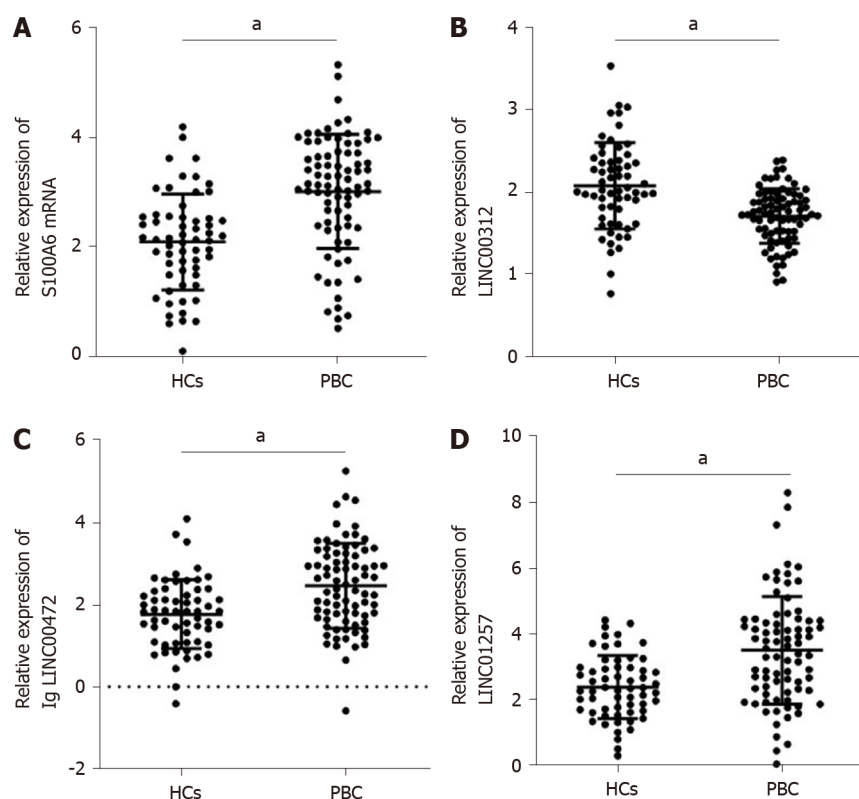 A
a
Relative expression of
S100A6 mRNA
6
4
2
0
HCs
PBC
B
a
Relative expression of
LINC00312
4
3
2
1
0
HCs
PBC
C
a
Relative expression of
Ig LINC00472
6
4
2
0
-2
HCs
PBC
D
a
Relative expression of
LINC01257
10
8
6
4
2
0
HCs
PBC